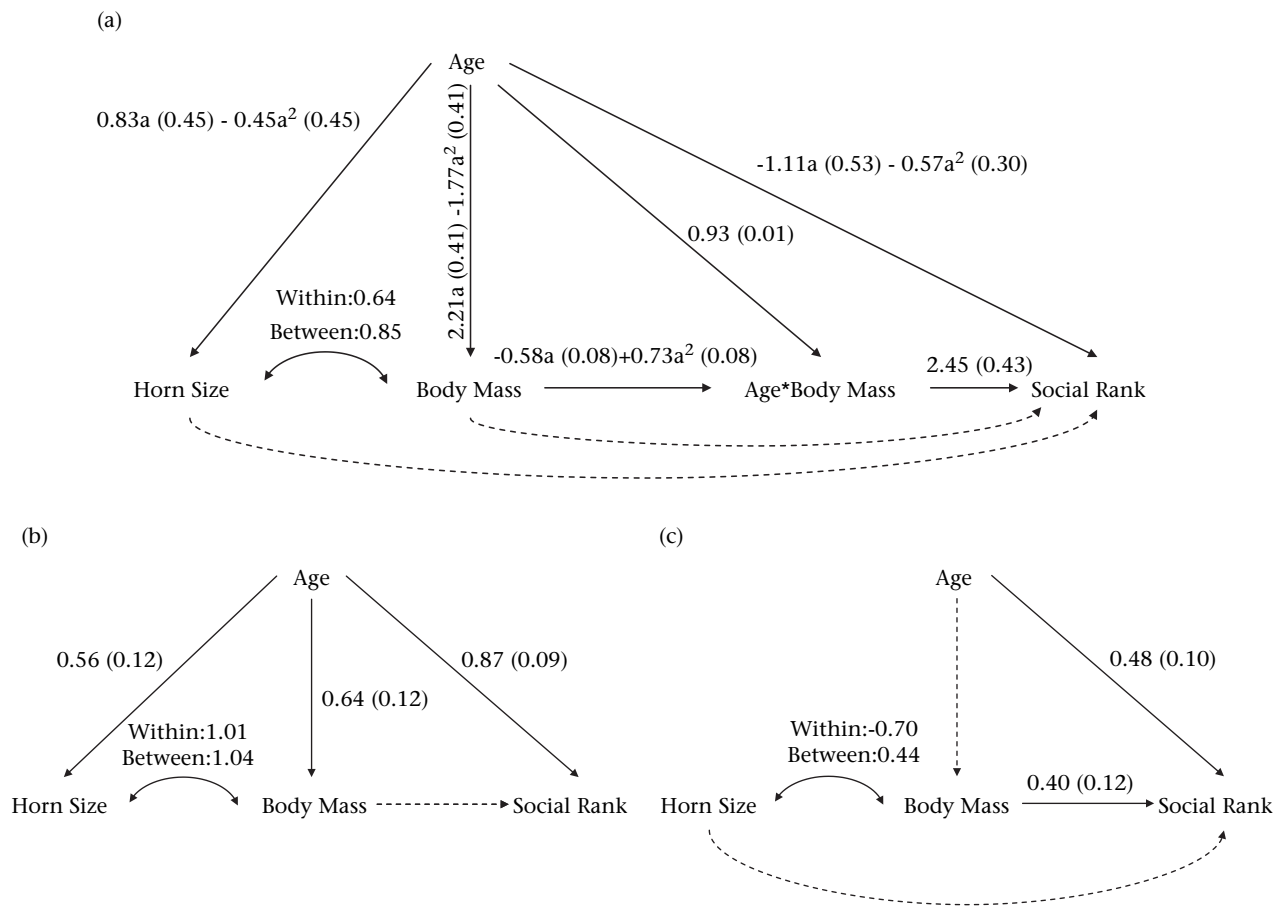 (a)
Age
0.83a (0.45) - 0.45a² (0.45)
2.21a (0.41) -1.77a² (0.41)
-1.11a (0.53) - 0.57a² (0.30)
0.93 (0.01)
Within:0.64
Between:0.85
-0.58a (0.08)+0.73a² (0.08)
2.45 (0.43)
Horn Size
Body Mass
Age*Body Mass
Social Rank
(b)
Age
0.56 (0.12)
0.64 (0.12)
0.87 (0.09)
Within:1.01
Between:1.04
Horn Size
Body Mass
Social Rank
(c)
Age
0.48 (0.10)
Within:-0.70
Between:0.44
0.40 (0.12)
Horn Size
Body Mass
Social Rank